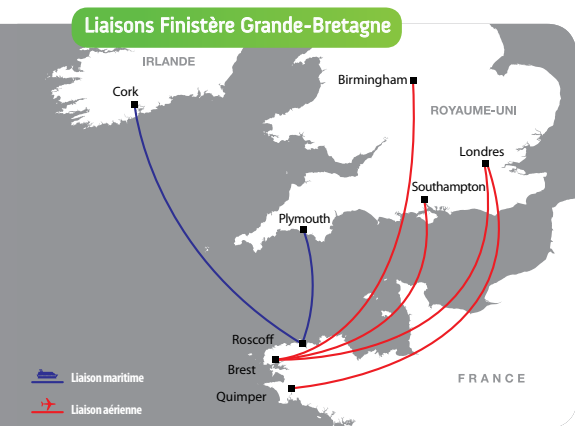 Liaisons Finistère Grande-Bretagne
IRLANDE
Cork
Birmingham
ROYAUME-UNI
Londres
Southampton
Plymouth
Roscoff
Brest
Quimper
FRANCE
Liaison maritime
Liaison aérienne